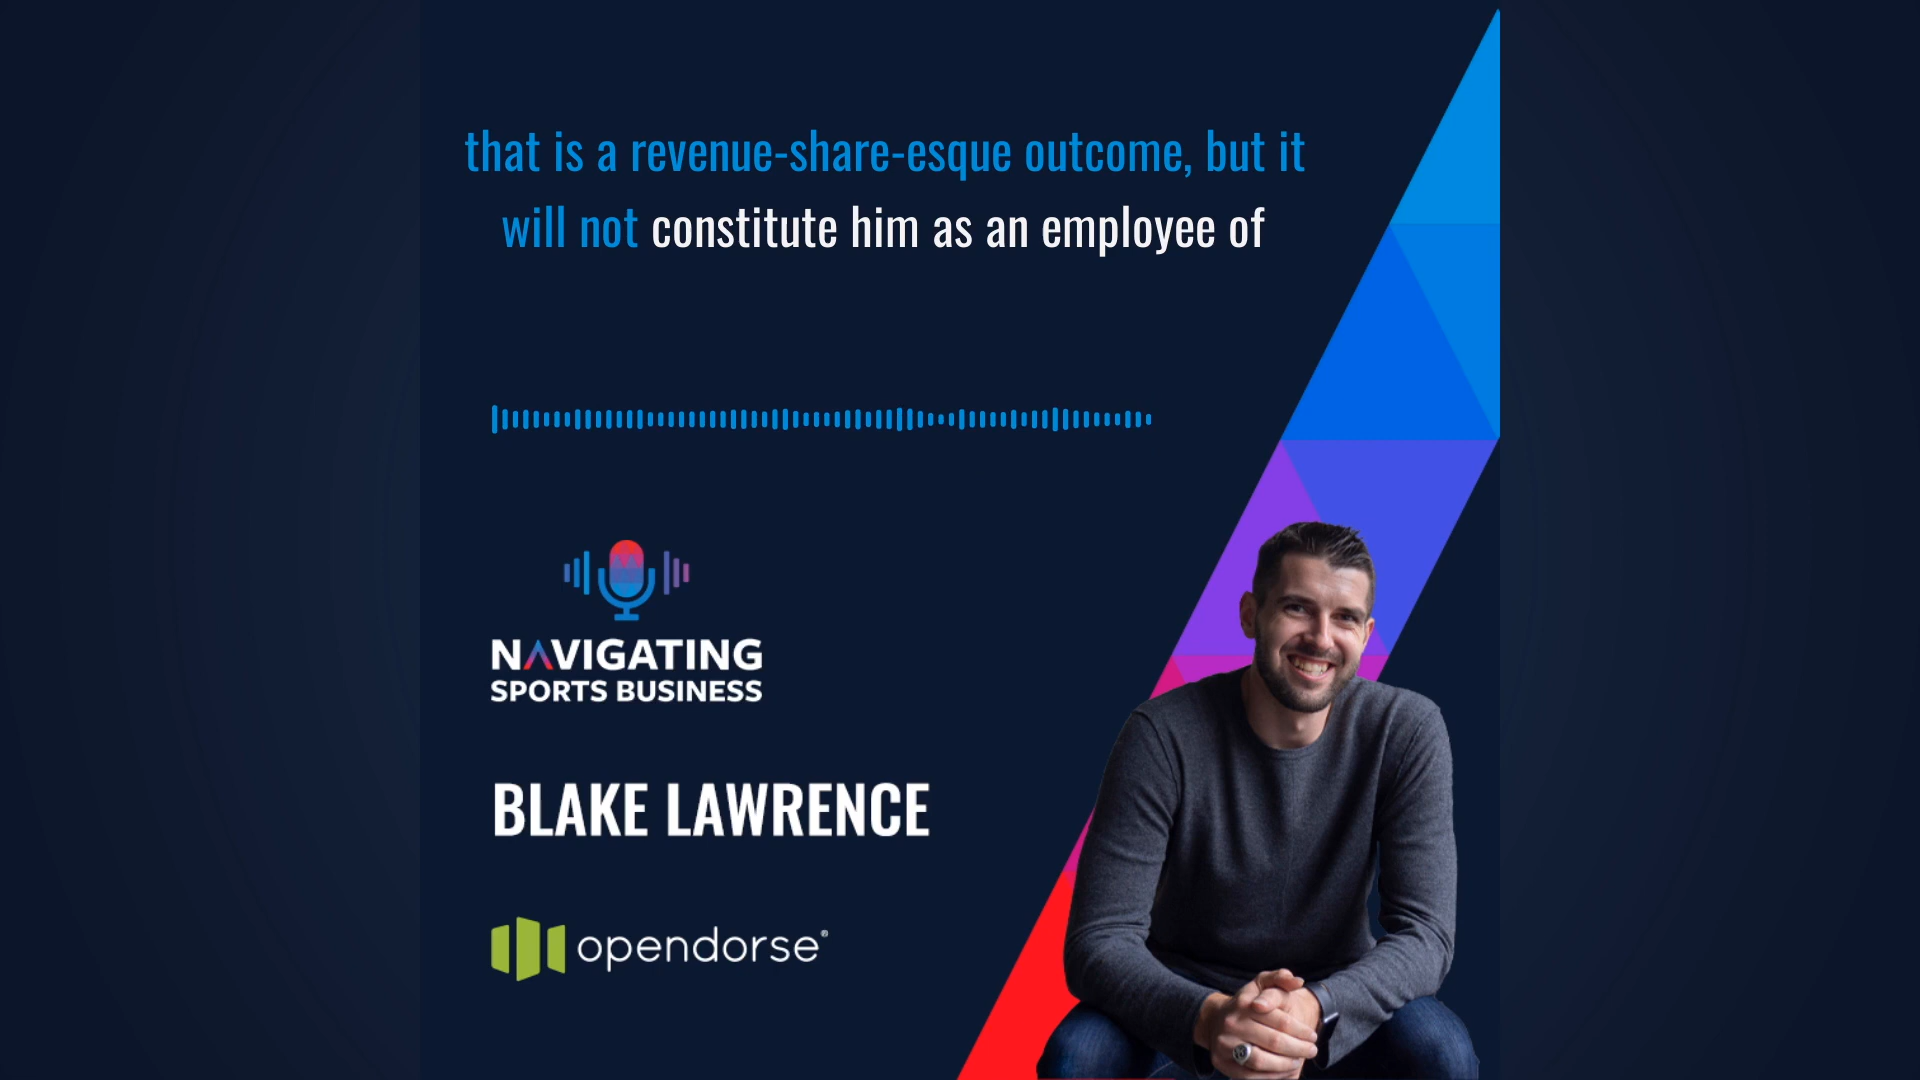 that is a revenue-share-esque outcome, but it
will not constitute him as an employee of
NAVIGATING
SPORTS BUSINESS
BLAKE LAWRENCE
opendorse®